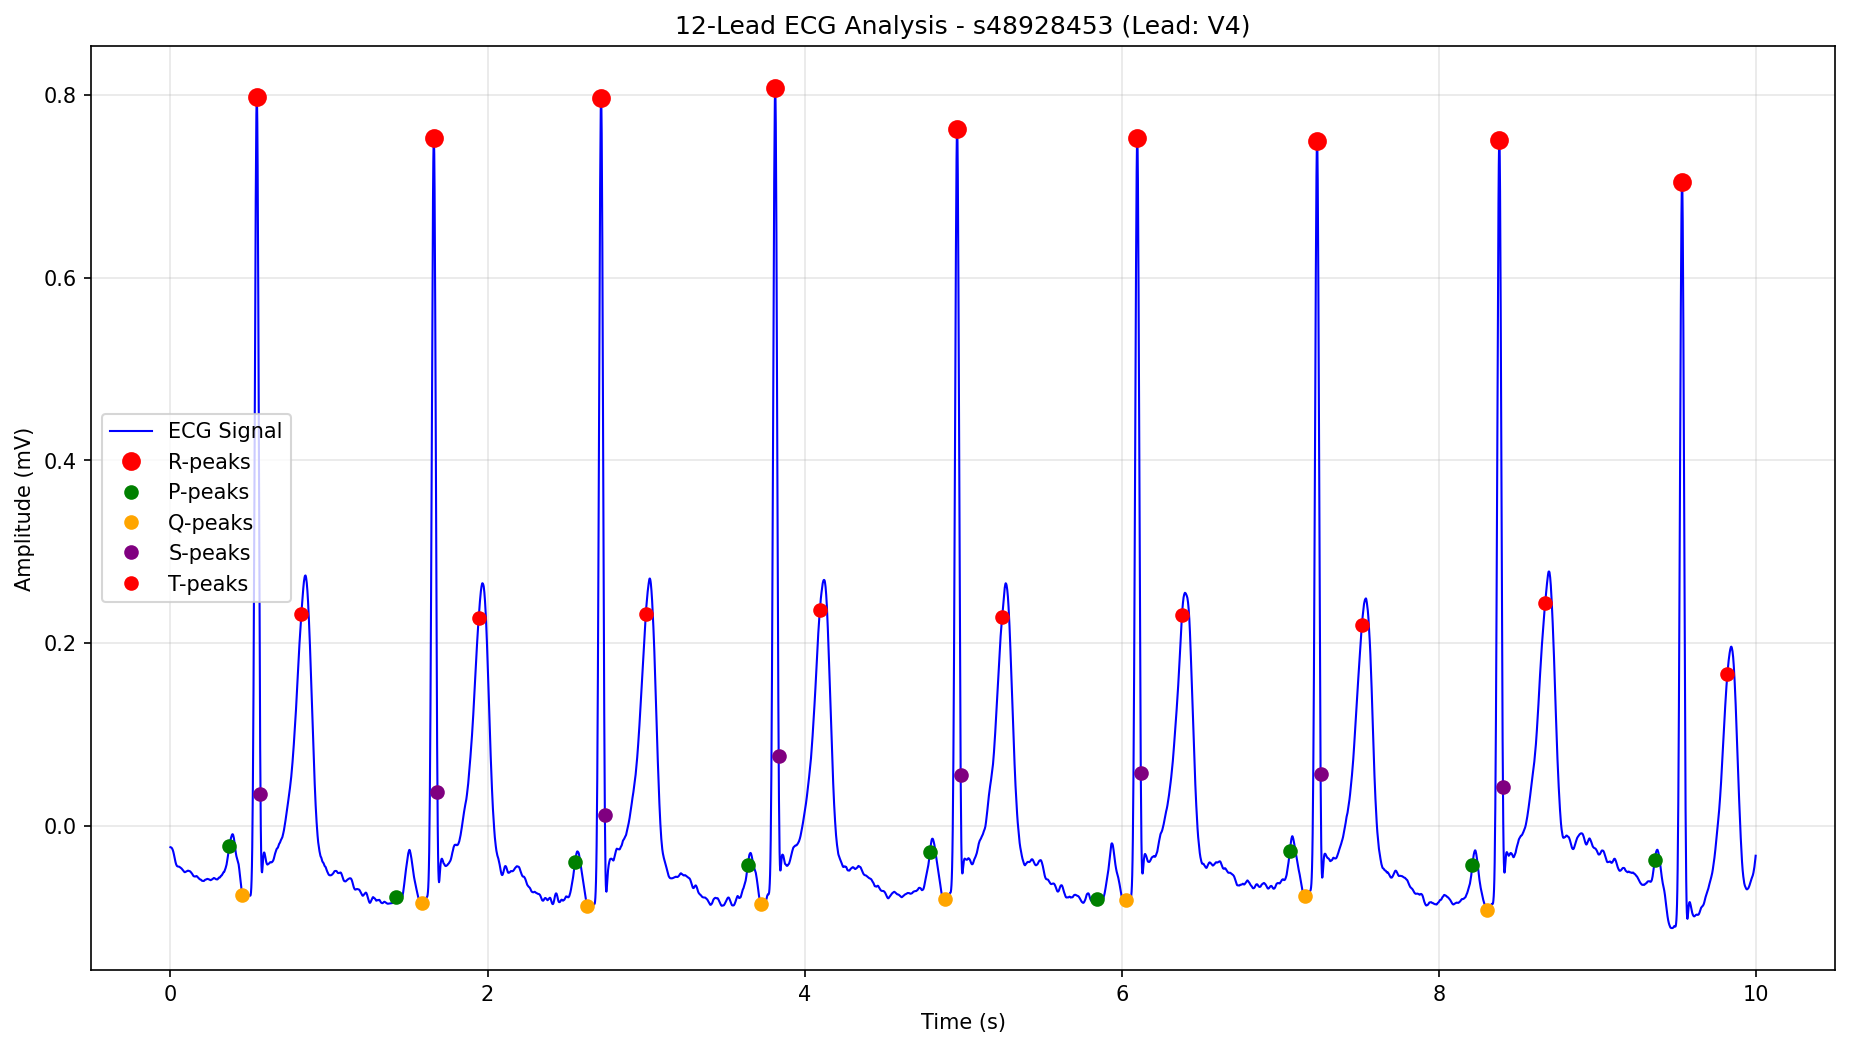 12-Lead ECG Analysis - s48928453 (Lead: V4)
Amplitude (mV)
0.8
0.6
0.4
0.2
0.0
ECG Signal
R-peaks
P-peaks
Q-peaks
S-peaks
T-peaks
0 2 4 6 8 10
Time (s)